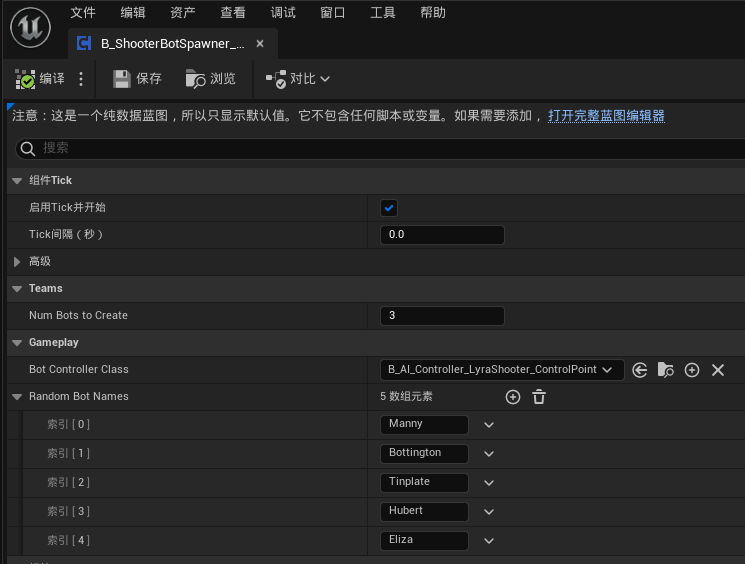 文件 编辑 资产 查看 调试 窗口 工具 帮助
B_ShooterBotSpawner_...
编译 保存 浏览 对比
注意：这是一个纯数据蓝图，所以只显示默认值。它不包含任何脚本或变量。如果需要添加， 打开完整蓝图编辑器
搜索
组件Tick
启用Tick并开始
Tick间隔（秒） 0.0
高级
Teams
Num Bots to Create 3
Gameplay
Bot Controller Class B_AI_Controller_LyraShooter_ControlPoint
Random Bot Names 5 数组元素
索引 [ 0 ] Manny
索引 [ 1 ] Bottington
索引 [ 2 ] Tinplate
索引 [ 3 ] Hubert
索引 [ 4 ] Eliza